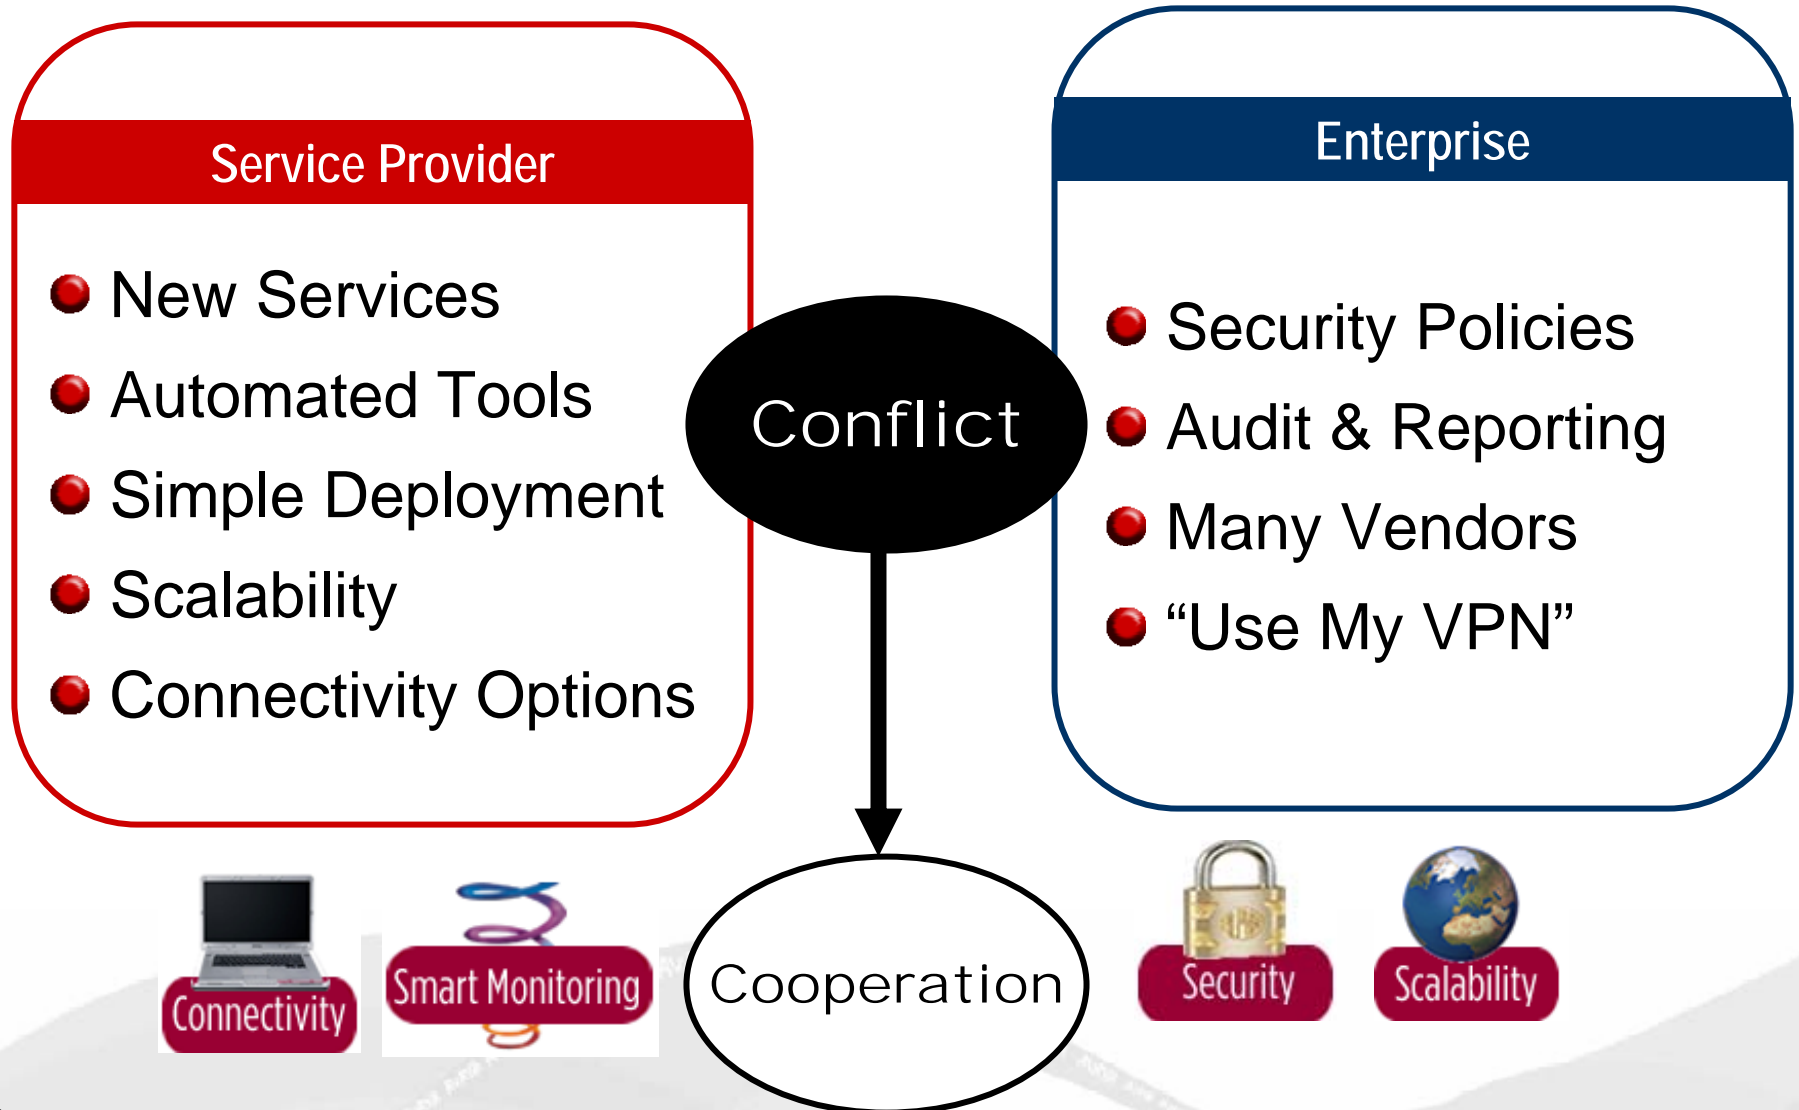 Service Provider
New Services
Automated Tools
Simple Deployment
Scalability
Connectivity Options
Conflict
Enterprise
Security Policies
Audit & Reporting
Many Vendors
“Use My VPN”
Connectivity
Smart Monitoring
Cooperation
Security
Scalability